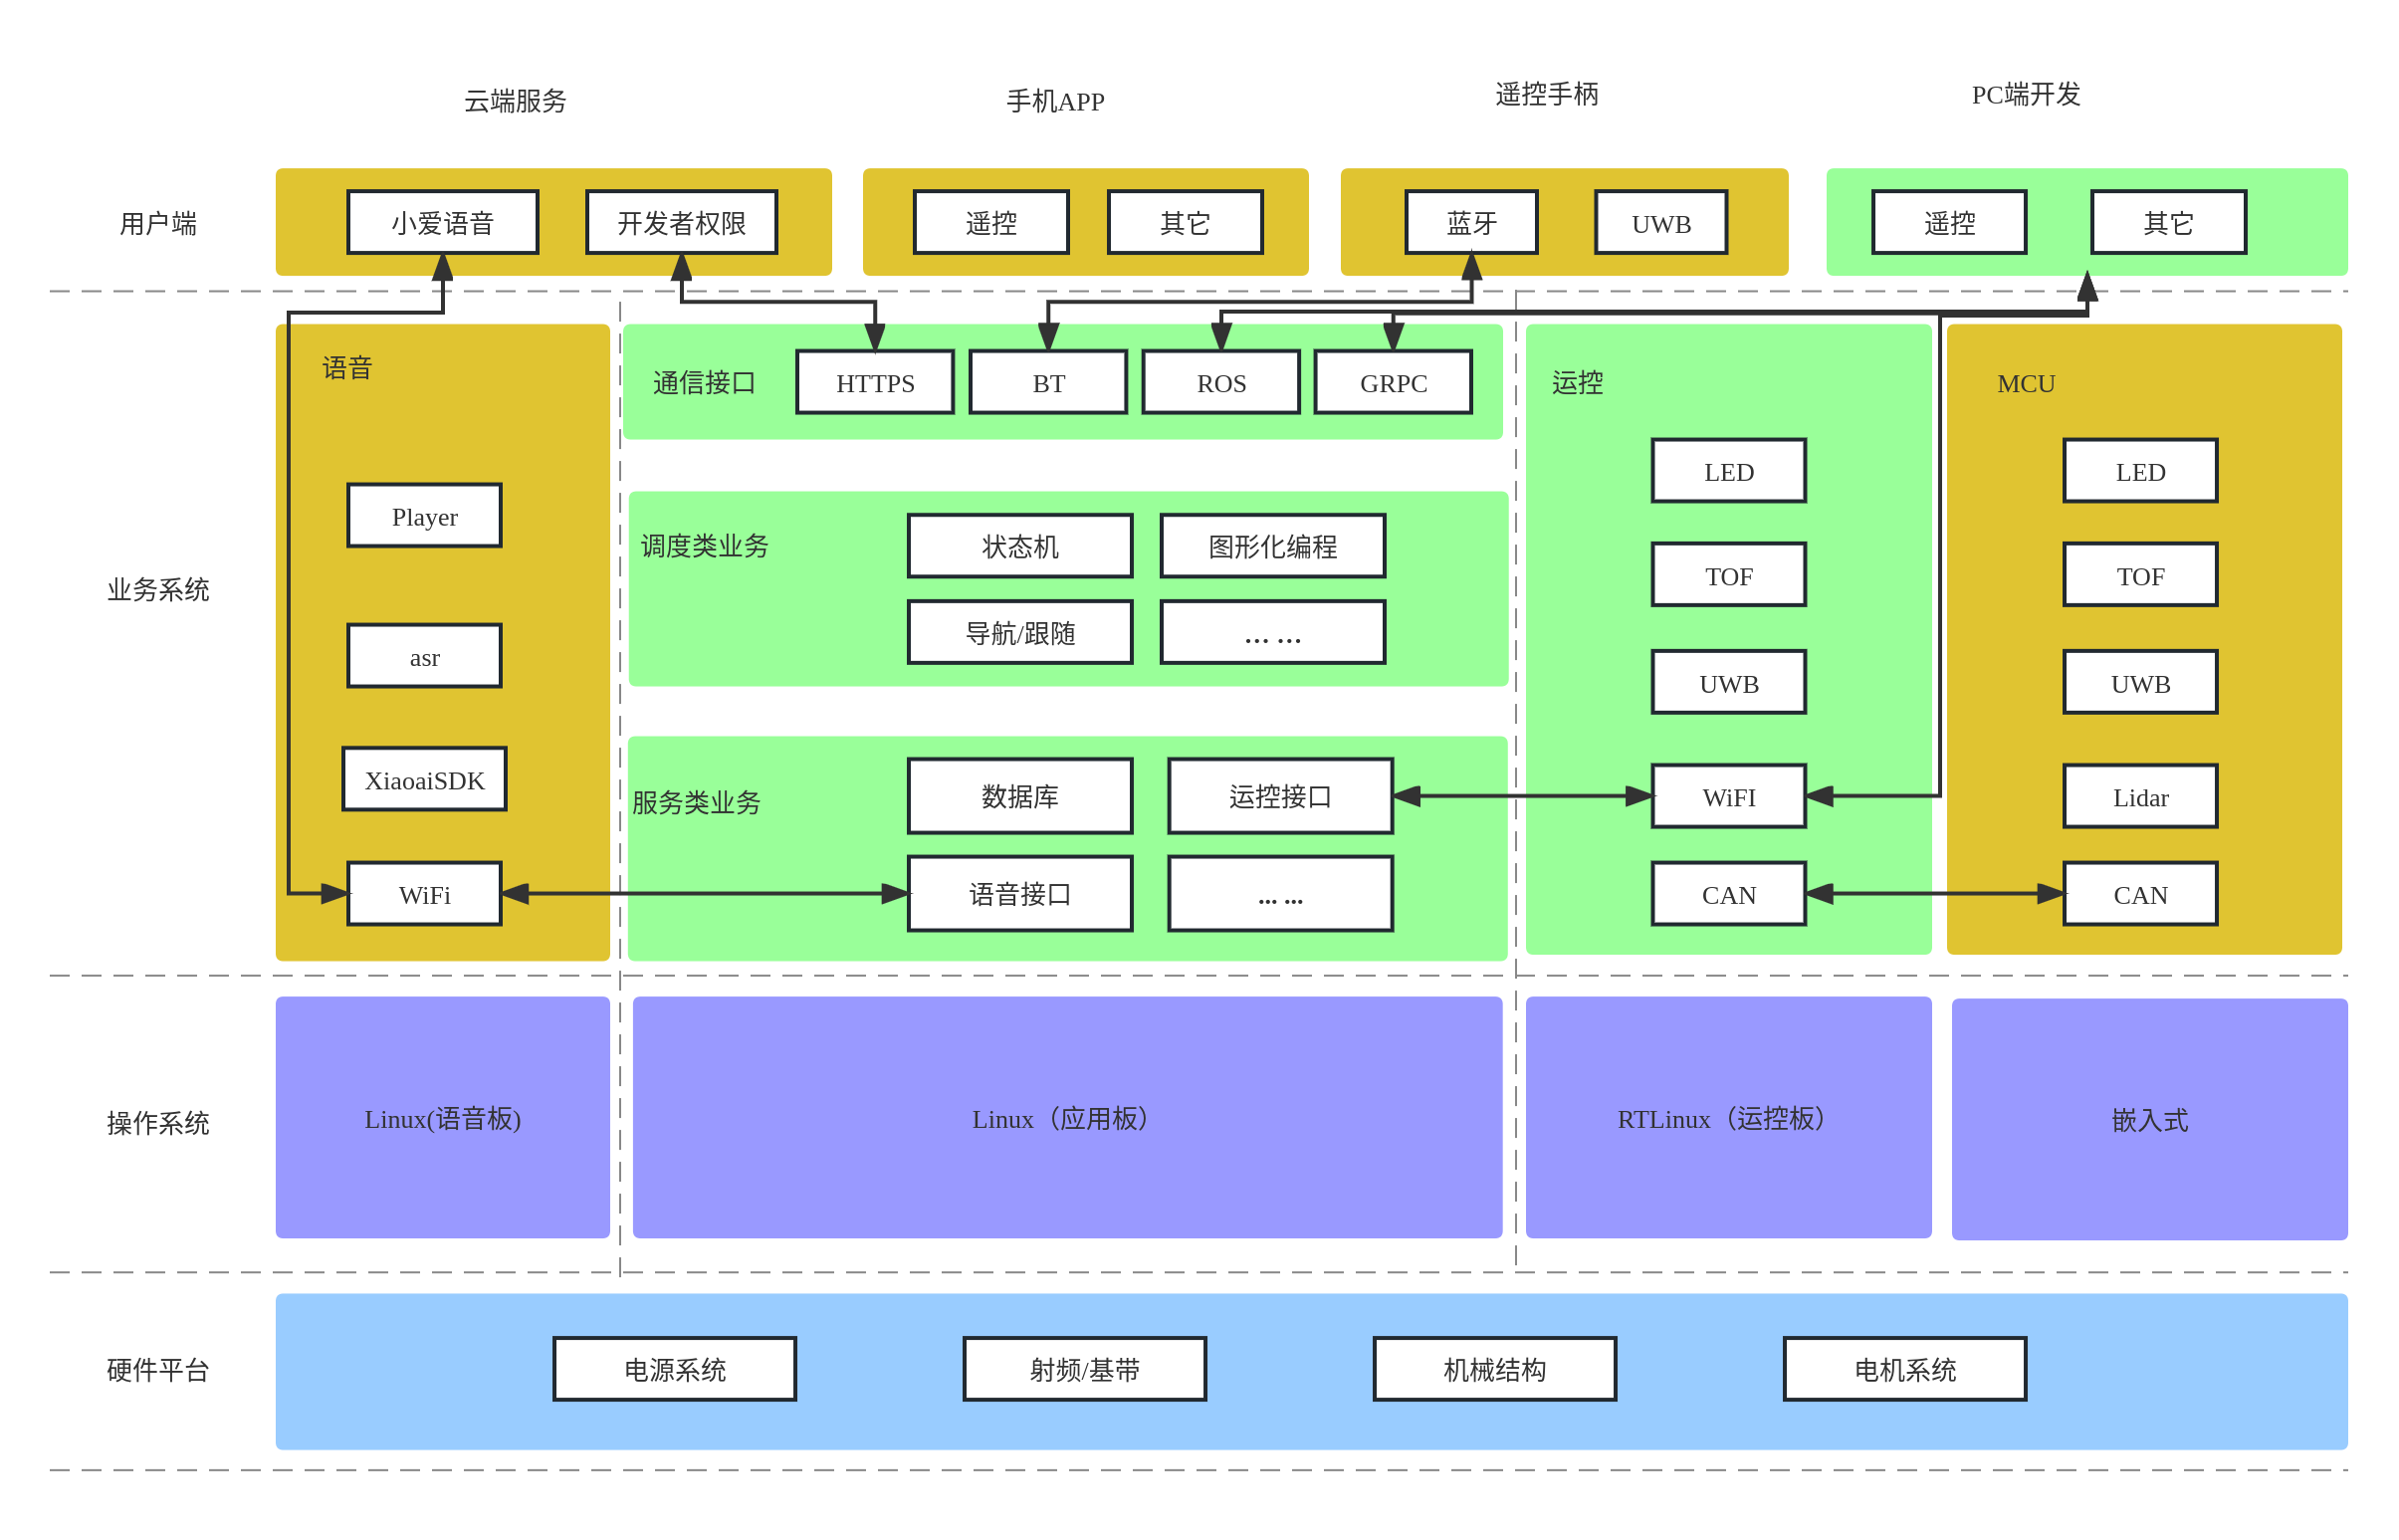 云端服务
手机APP
遥控手柄
PC端开发
用户端
小爱语音
开发者权限
遥控
其它
蓝牙
UWB
遥控
其它
业务系统
语音
Player
asr
XiaoaiSDK
WiFi
通信接口
HTTPS
BT
ROS
GRPC
调度类业务
状态机
图形化编程
导航/跟随
... ...
服务类业务
数据库
运控接口
语音接口
... ...
运控
LED
TOF
UWB
WiFI
CAN
MCU
LED
TOF
UWB
Lidar
CAN
操作系统
Linux(语音板)
Linux（应用板）
RTLinux（运控板）
嵌入式
硬件平台
电源系统
射频/基带
机械结构
电机系统